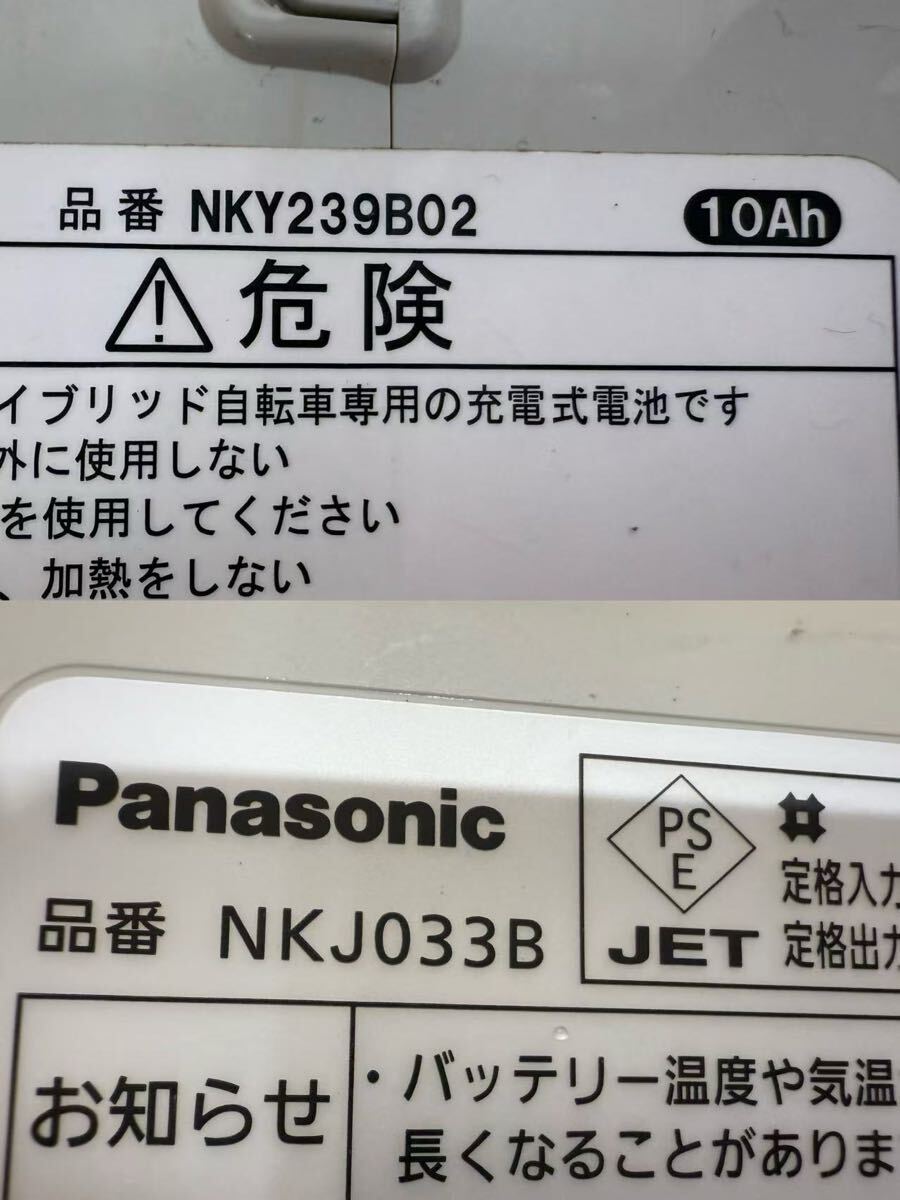 品番 NKY239B02 10Ah
危険
イブリッド自転車専用の充電式電池です
外に使用しない
を使用してください
、加熱をしない
Panasonic
品番 NKJ033B
PS
E
JET
定格入力
定格出力
お知らせ
・バッテリー温度や気温
長くなることがありま